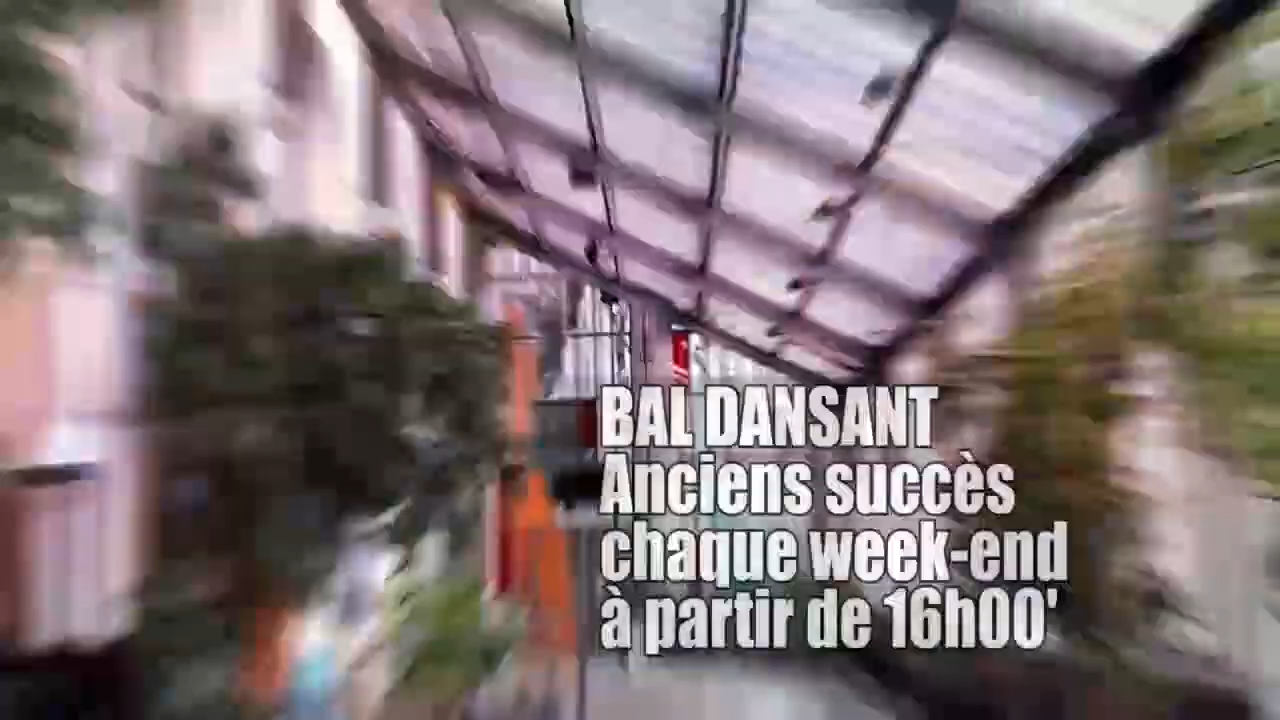 BAL DANSANT
Anciens succès
chaque week-end
à partir de 16h00'